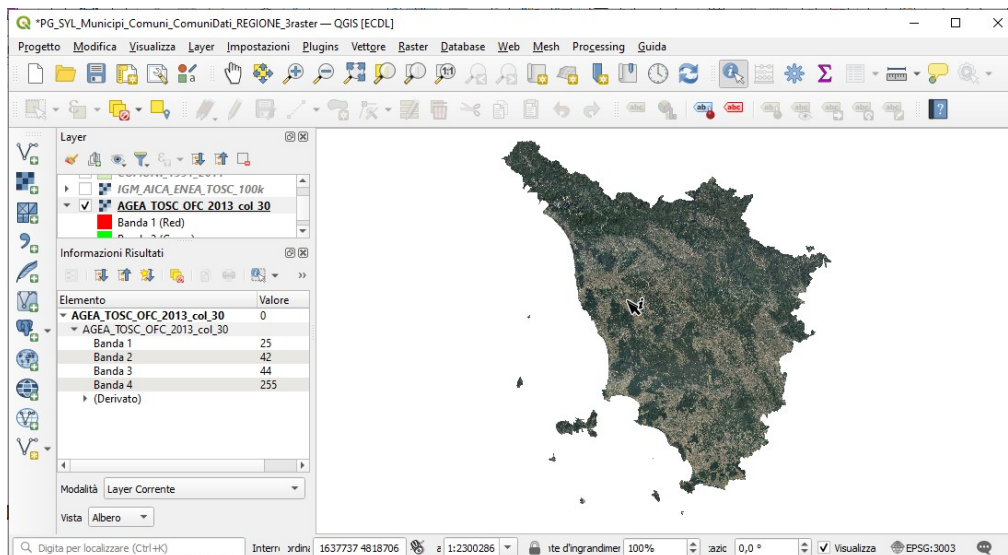 *PG_SYL_Municipi_Comuni_ComuniDati_REGIONE_3raster — QGIS [ECDL]
Progetto Modifica Visualizza Layer Impostazioni Plugins Vettore Raster Database Web Mesh Processing Guida
Layer
IGM_AICA_ENEA_TOSC_100k
AGEA_TOSC_OFC_2013_col_30
Banda 1 (Red)
Informazioni Risultati
Elemento Valore
AGEA_TOSC_OFC_2013_col_30 0
AGEA_TOSC_OFC_2013_col_30
Banda 1 25
Banda 2 42
Banda 3 44
Banda 4 255
(Derivato)
Modalità Layer Corrente
Vista Albero
Digita per localizzare (Ctrl+K) 1637737 4818706 1:2300286 100% 0,0 ° Visualizza EPSG:3003